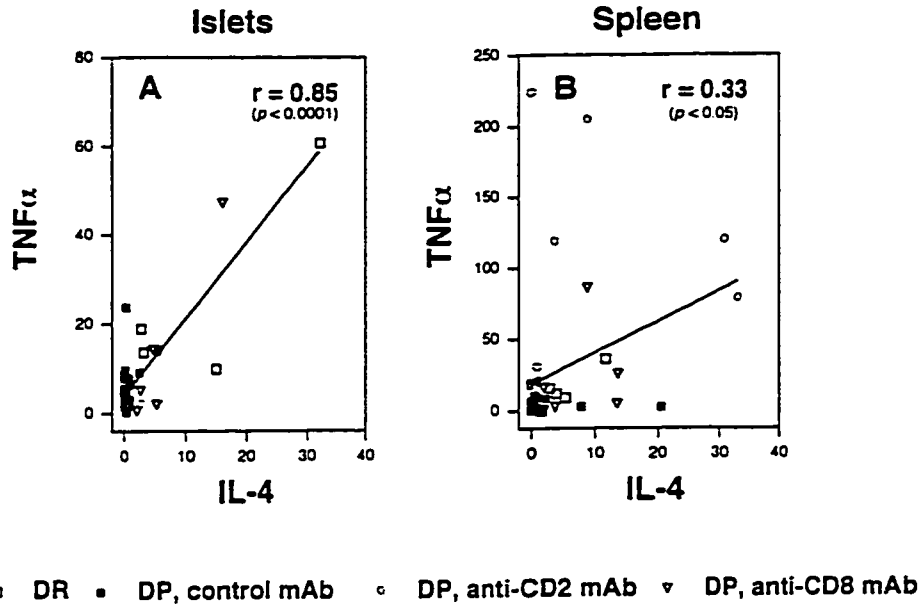 Islets
Spleen
A
r = 0.85
(p < 0.0001)
B
r = 0.33
(p < 0.05)
80
60
40
20
0
250
200
150
100
50
0
TNFα
TNFα
0 10 20 30 40
0 10 20 30 40
IL-4
IL-4
DR DP, control mAb DP, anti-CD2 mAb DP, anti-CD8 mAb